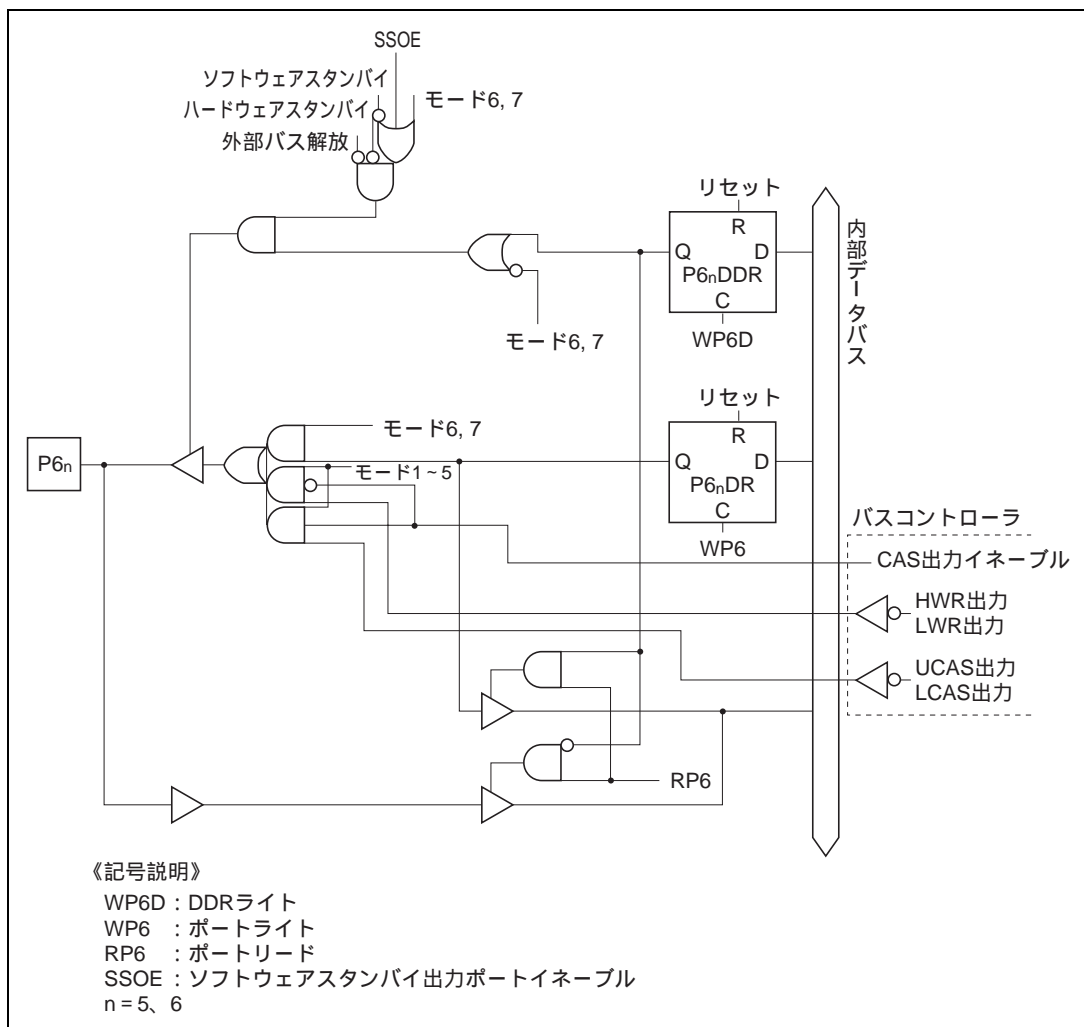 SSOE
ソフトウェアスタンバイ
ハードウェアスタンバイ
モード6, 7
外部バス解放
リセット
R
Q D
P6nDDR
C
WP6D
内部データバス
モード6, 7
リセット
R
Q D
P6nDR
C
WP6
モード6, 7
P6n
モード1~5
バスコントローラ
CAS出力イネーブル
HWR出力
LWR出力
UCAS出力
LCAS出力
RP6
《記号説明》
WP6D : DDRライト
WP6 : ポートライト
RP6 : ポートリード
SSOE : ソフトウェアスタンバイ出力ポートイネーブル
n = 5、6